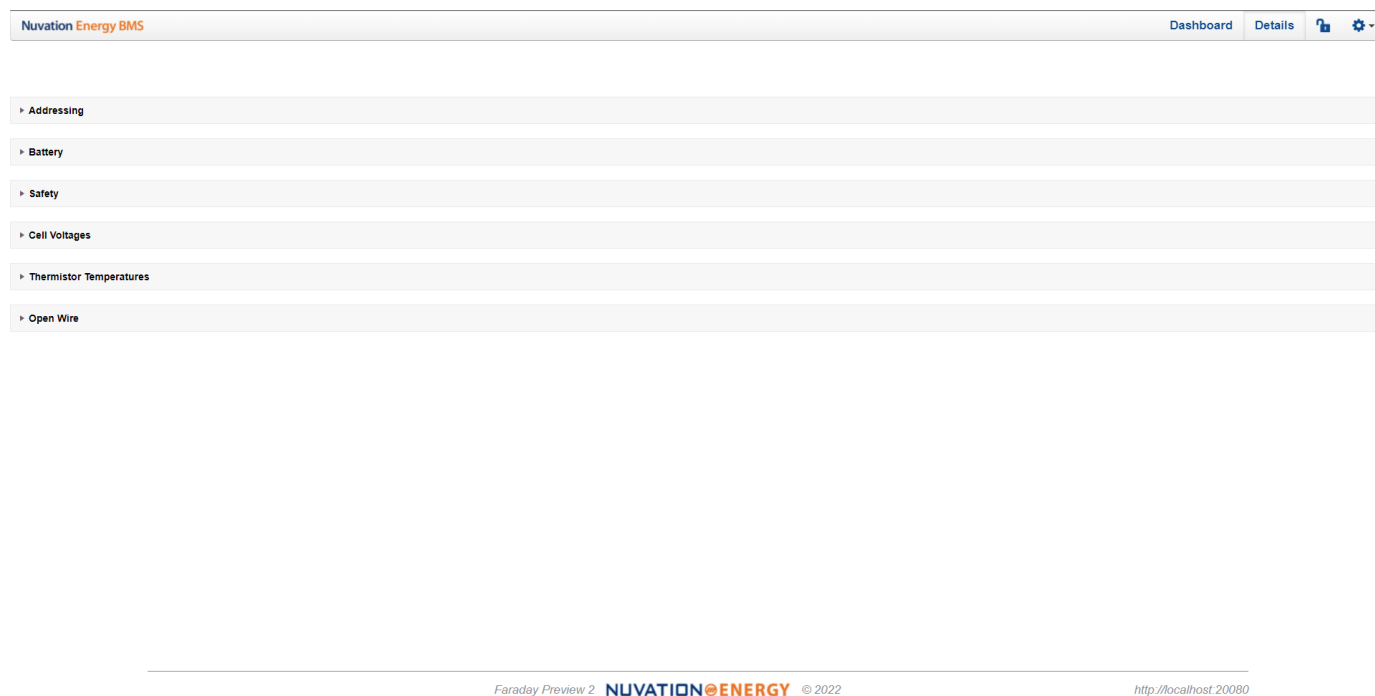 Nuvation Energy BMS Dashboard Details
Addressing
Battery
Safety
Cell Voltages
Thermistor Temperatures
Open Wire
Faraday Preview 2 NUVATION ENERGY © 2022 http://localhost:20080